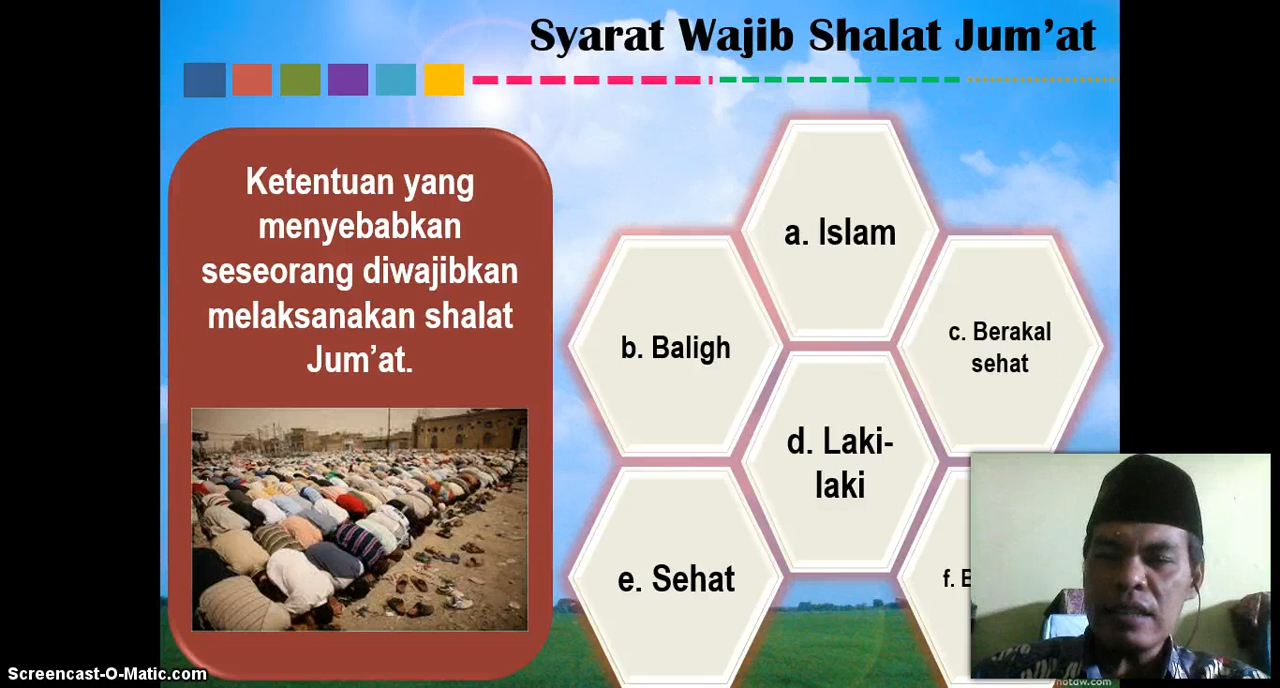 Syarat Wajib Shalat Jum’at
Ketentuan yang
menyebabkan
seseorang diwajibkan
melaksanakan shalat
Jum’at.
a. Islam
b. Baligh
c. Berakal
sehat
d. Laki-
laki
e. Sehat
f.
Screencast-O-Matic.com